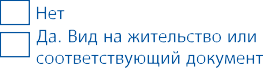 Нет
Да. Вид на жительство или
соответствующий документ